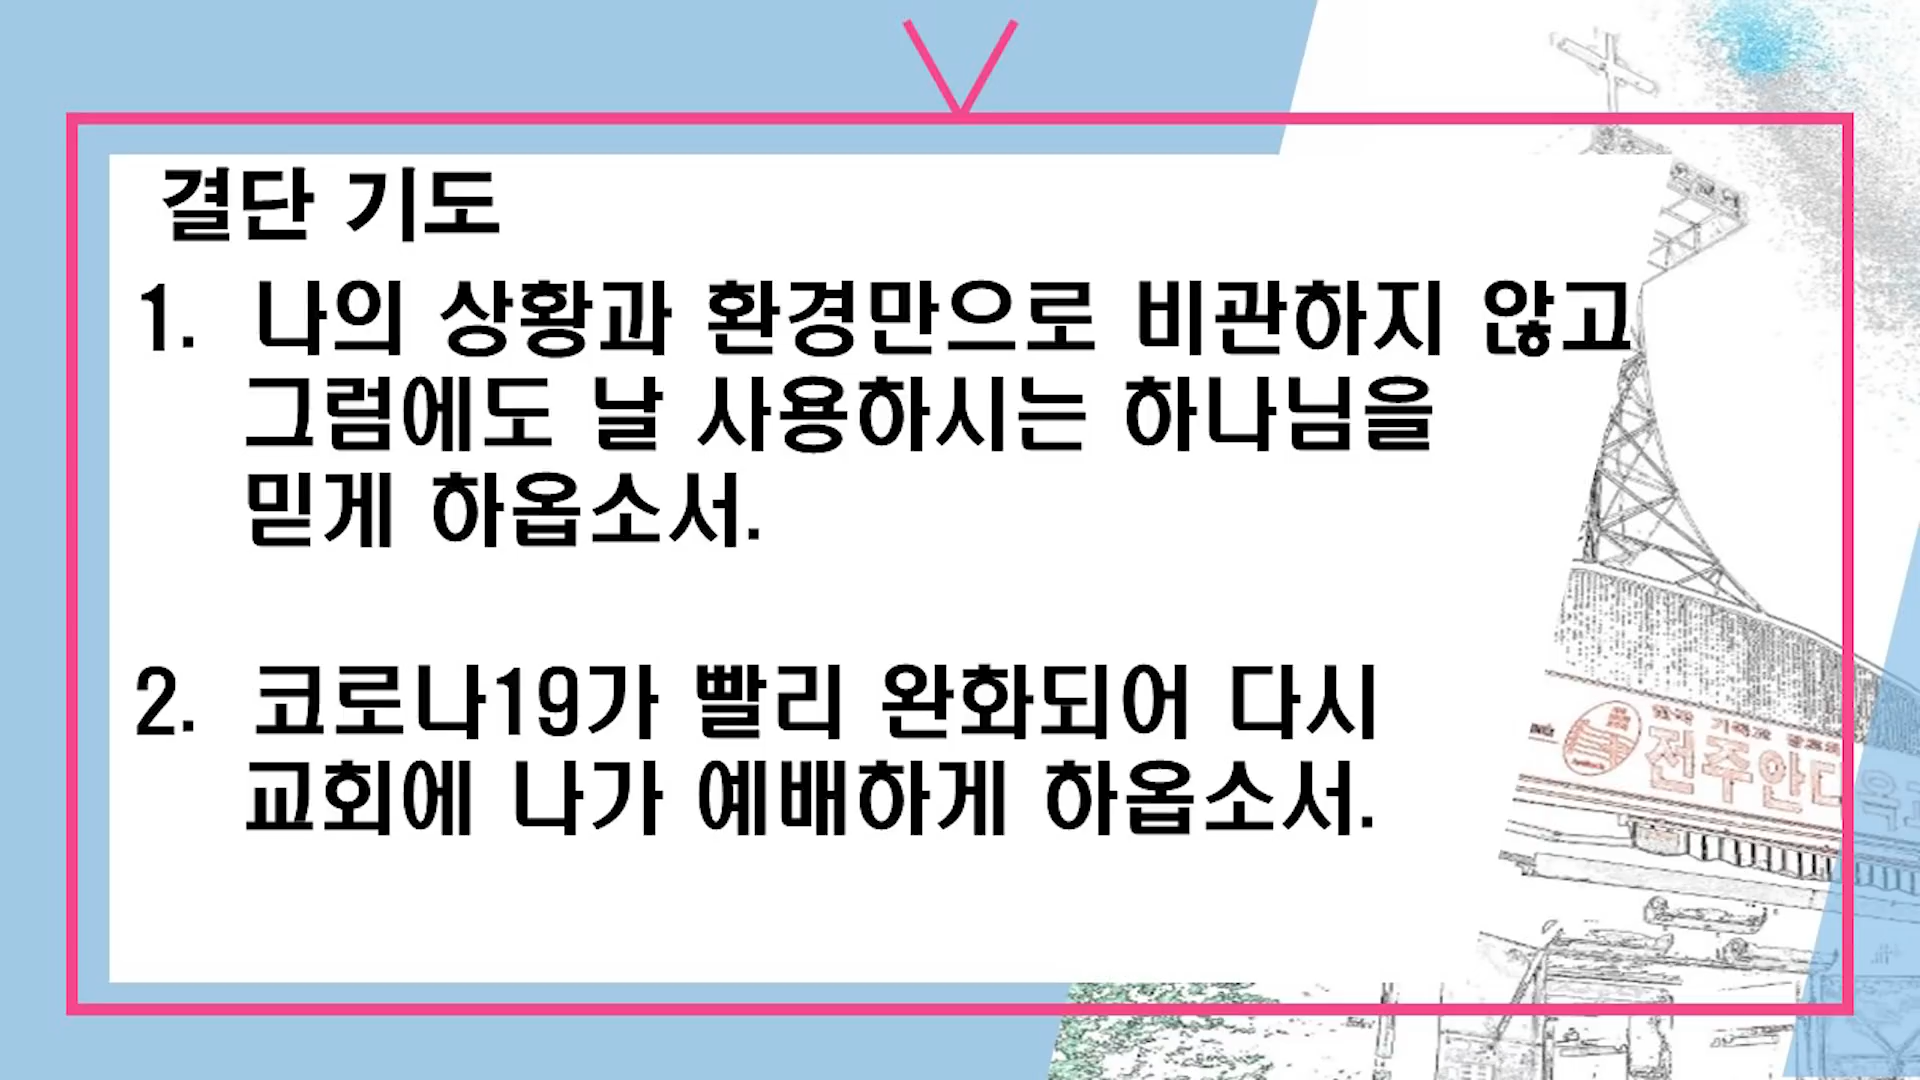 결단 기도
1. 나의 상황과 환경만으로 비관하지 않고
그럼에도 날 사용하시는 하나님을
믿게 하옵소서.
2. 코로나19가 빨리 완화되어 다시
교회에 나가 예배하게 하옵소서.
전주안디